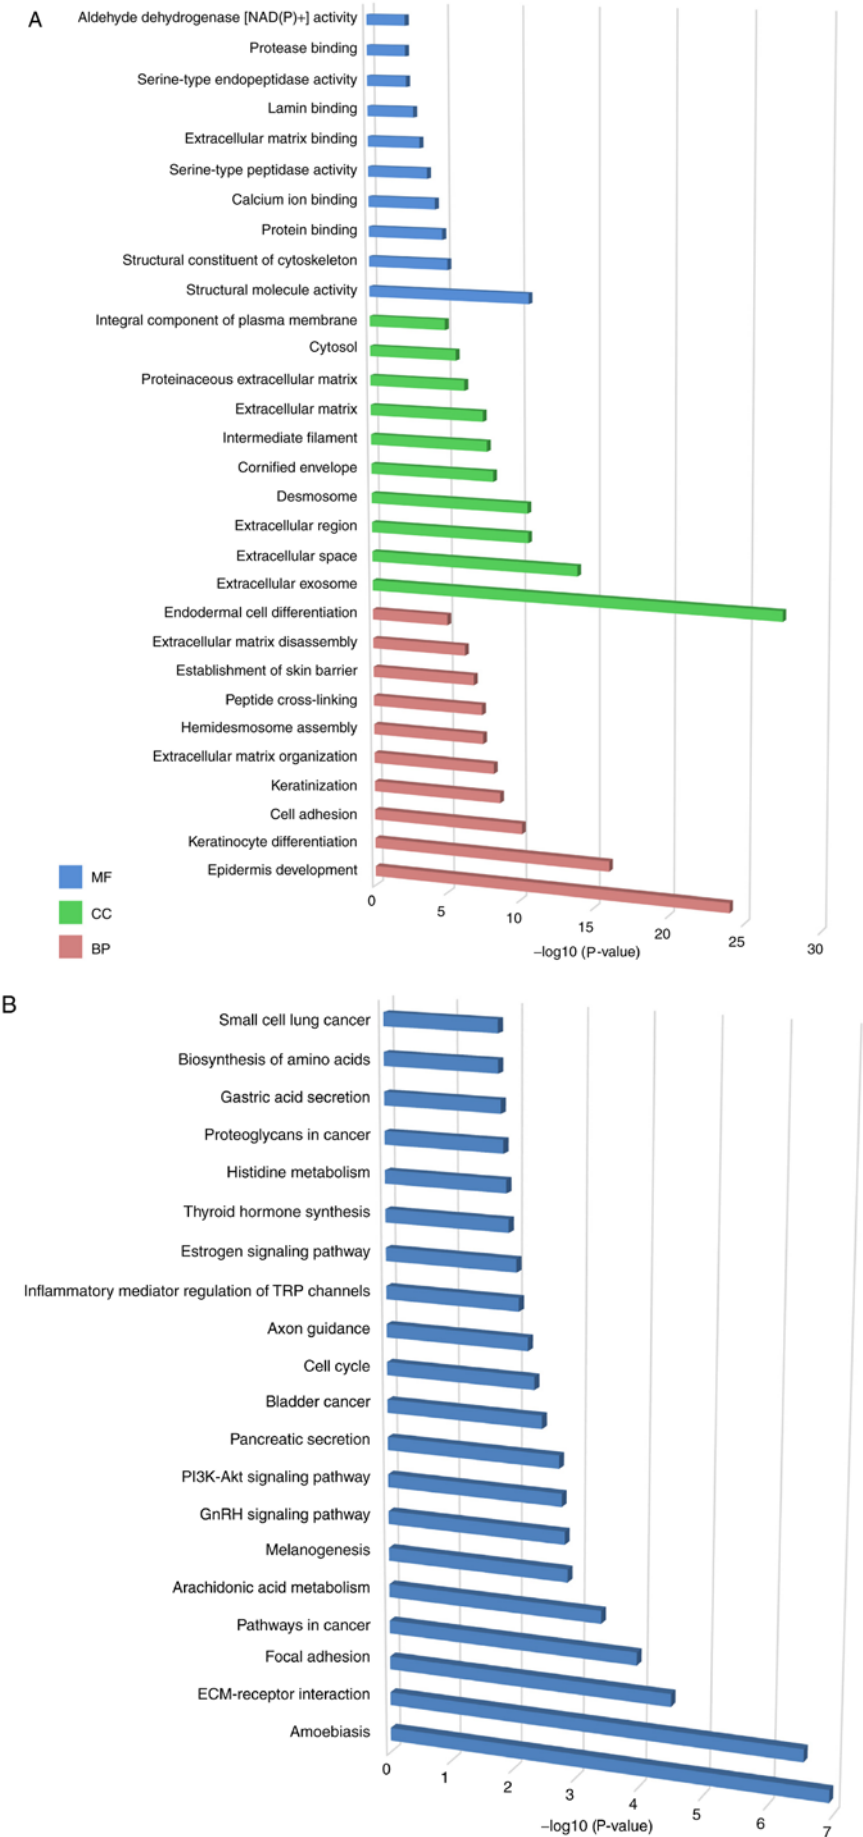 A
Aldehyde dehydrogenase [NAD(P)+] activity
Protease binding
Serine-type endopeptidase activity
Lamin binding
Extracellular matrix binding
Serine-type peptidase activity
Calcium ion binding
Protein binding
Structural constituent of cytoskeleton
Structural molecule activity
Integral component of plasma membrane
Cytosol
Proteinaceous extracellular matrix
Extracellular matrix
Intermediate filament
Cornified envelope
Desmosome
Extracellular region
Extracellular space
Extracellular exosome
Endodermal cell differentiation
Extracellular matrix disassembly
Establishment of skin barrier
Peptide cross-linking
Hemidesmosome assembly
Extracellular matrix organization
Keratinization
Cell adhesion
Keratinocyte differentiation
Epidermis development
MF
CC
BP
0 5 10 15 20 25 30
–log10 (P-value)
B
Small cell lung cancer
Biosynthesis of amino acids
Gastric acid secretion
Proteoglycans in cancer
Histidine metabolism
Thyroid hormone synthesis
Estrogen signaling pathway
Inflammatory mediator regulation of TRP channels
Axon guidance
Cell cycle
Bladder cancer
Pancreatic secretion
PI3K-Akt signaling pathway
GnRH signaling pathway
Melanogenesis
Arachidonic acid metabolism
Pathways in cancer
Focal adhesion
ECM-receptor interaction
Amoebiasis
0 1 2 3 4 5 6 7
–log10 (P-value)